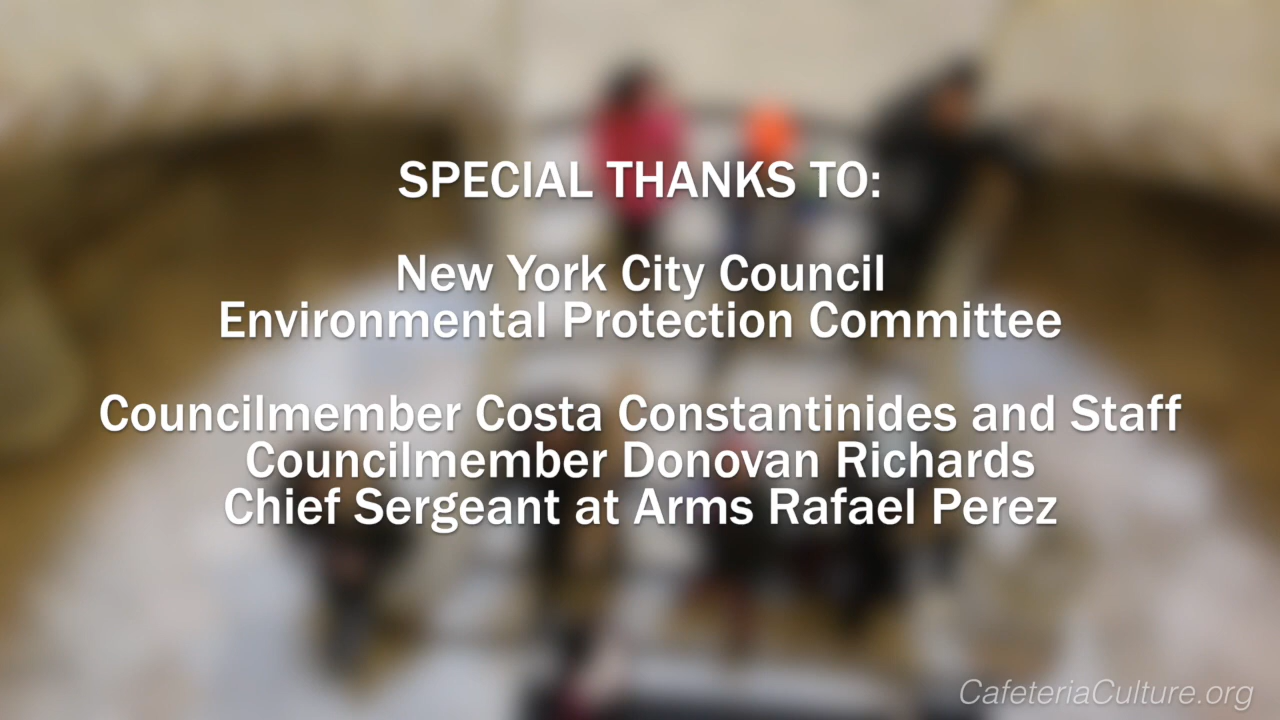 SPECIAL THANKS TO:
New York City Council
Environmental Protection Committee
Councilmember Costa Constantinides and Staff
Councilmember Donovan Richards
Chief Sergeant at Arms Rafael Perez
CafeteriaCulture.org